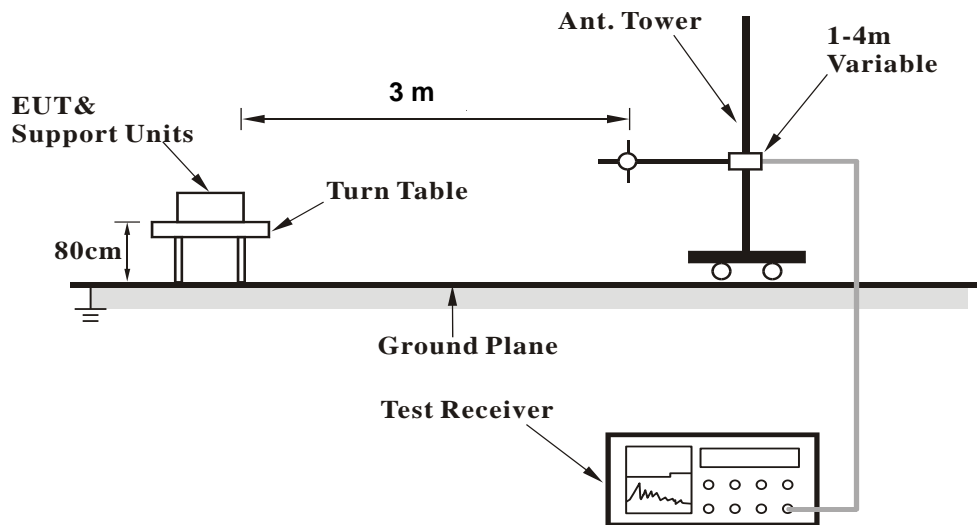 Ant. Tower
1-4m
Variable
3 m
EUT&
Support Units
Turn Table
80cm
Ground Plane
Test Receiver